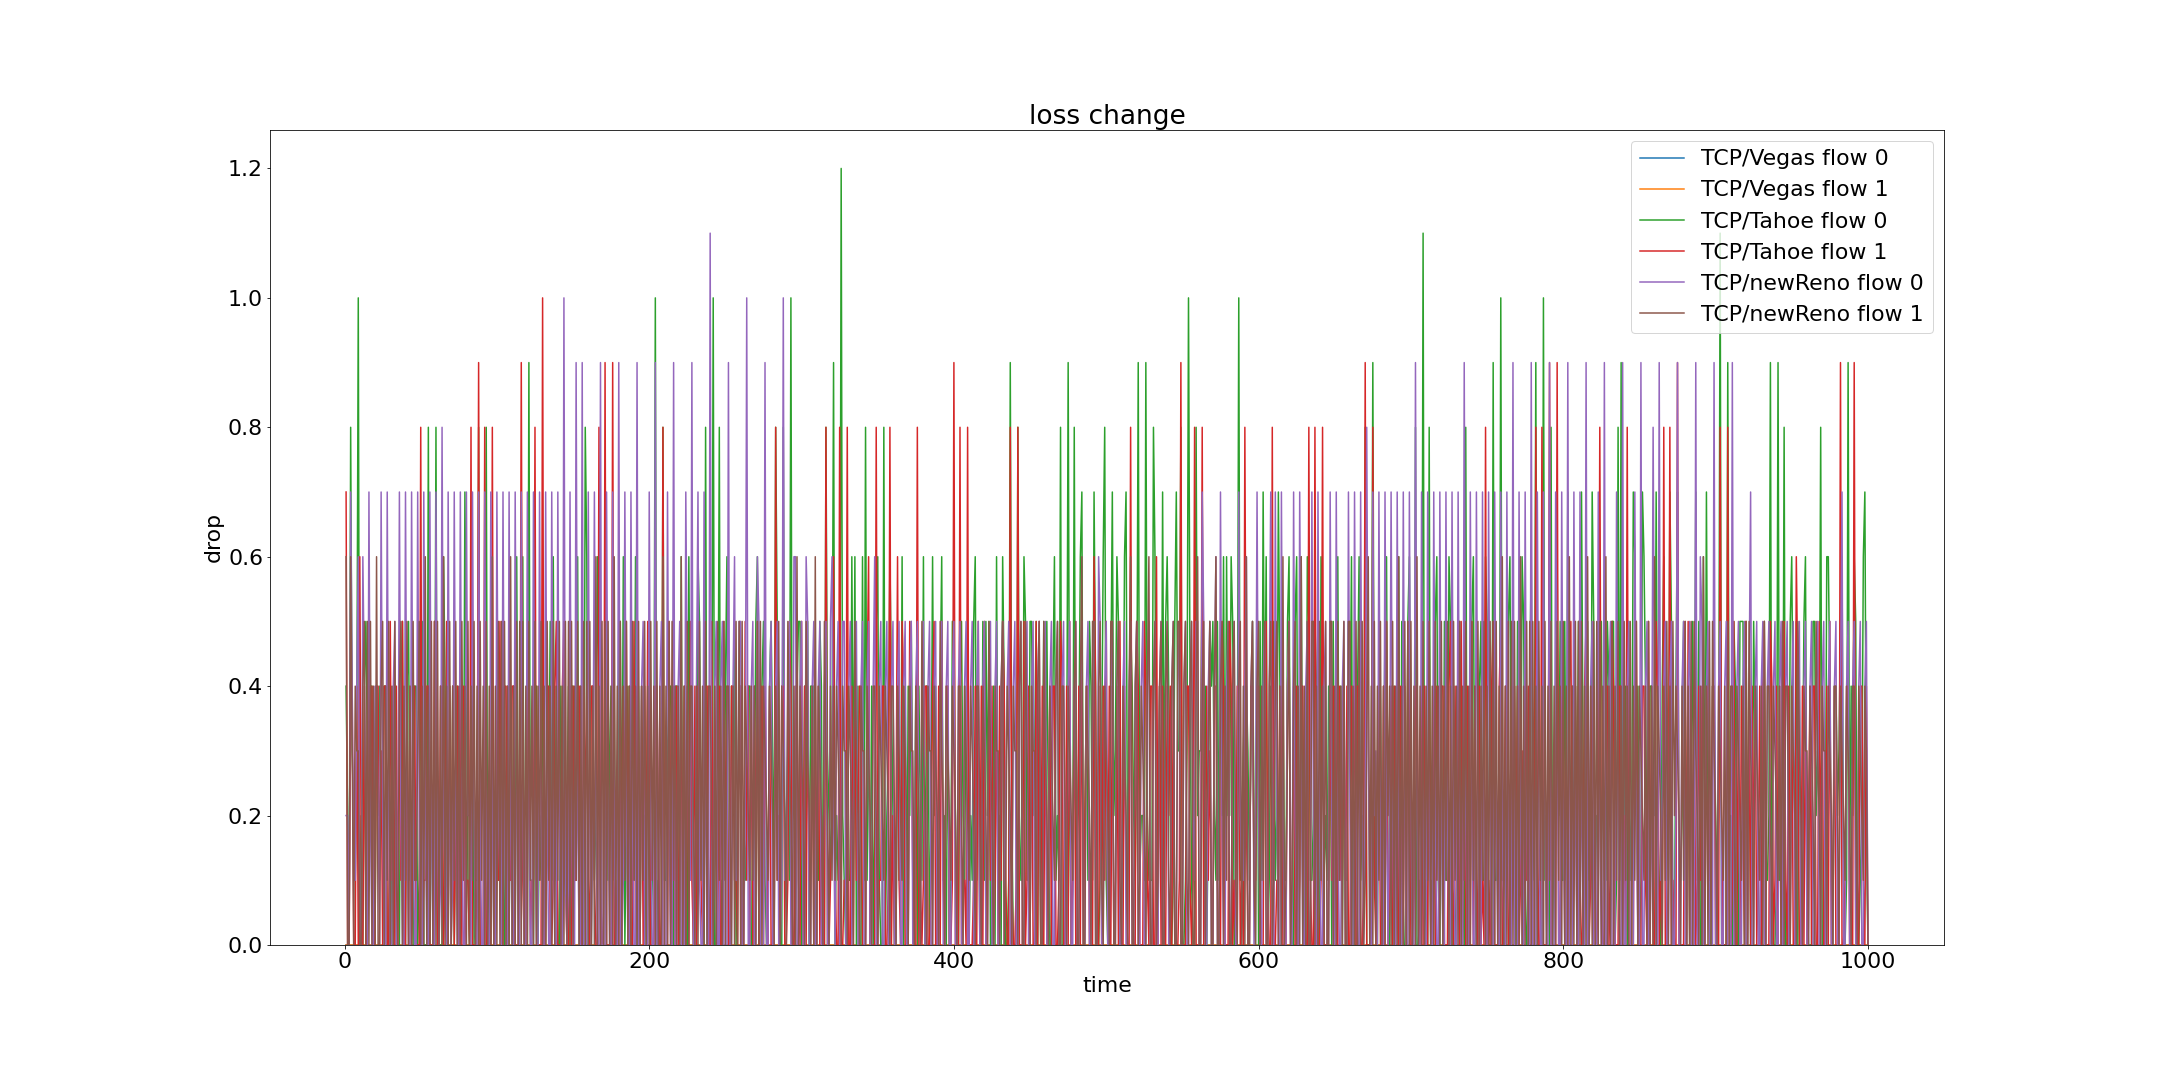 loss change
1.2
1.0
0.8
0.6
0.4
0.2
0.0
drop
TCP/Vegas flow 0
TCP/Vegas flow 1
TCP/Tahoe flow 0
TCP/Tahoe flow 1
TCP/newReno flow 0
TCP/newReno flow 1
0 200 400 600 800 1000
time